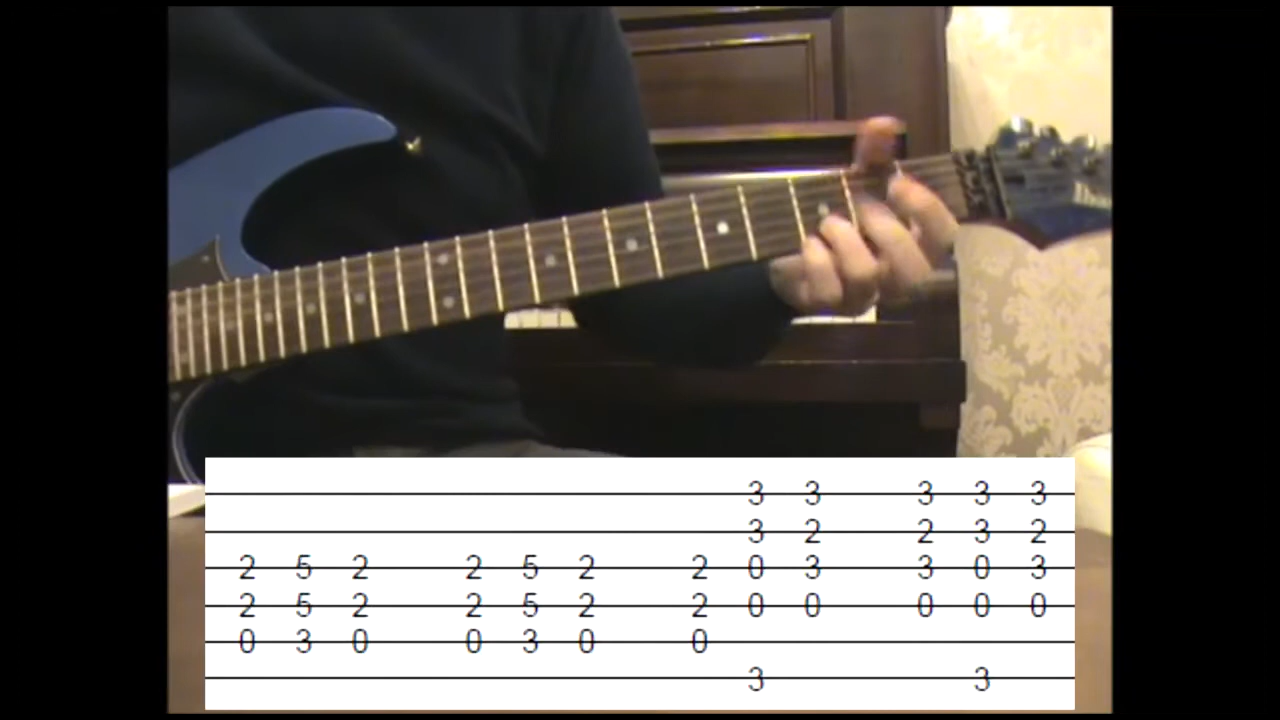 3 3 3 3 3
3 2 2 3 2
2 5 2 2 5 2 2 0 3 3 0 3
2 5 2 2 5 2 2 0 0 0 0 0
0 3 0 0 3 0 0
3 3